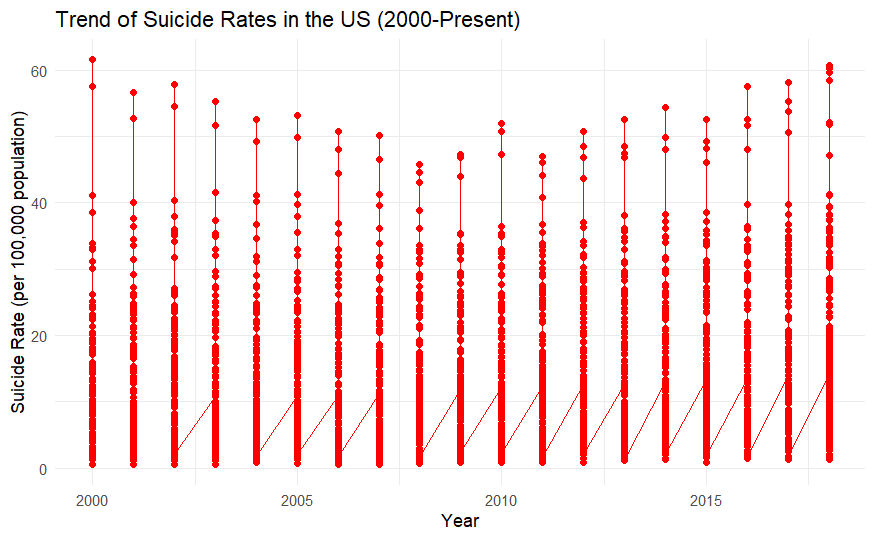 Trend of Suicide Rates in the US (2000-Present)
Suicide Rate (per 100,000 population)
60
40
20
0
2000 2005 2010 2015
Year